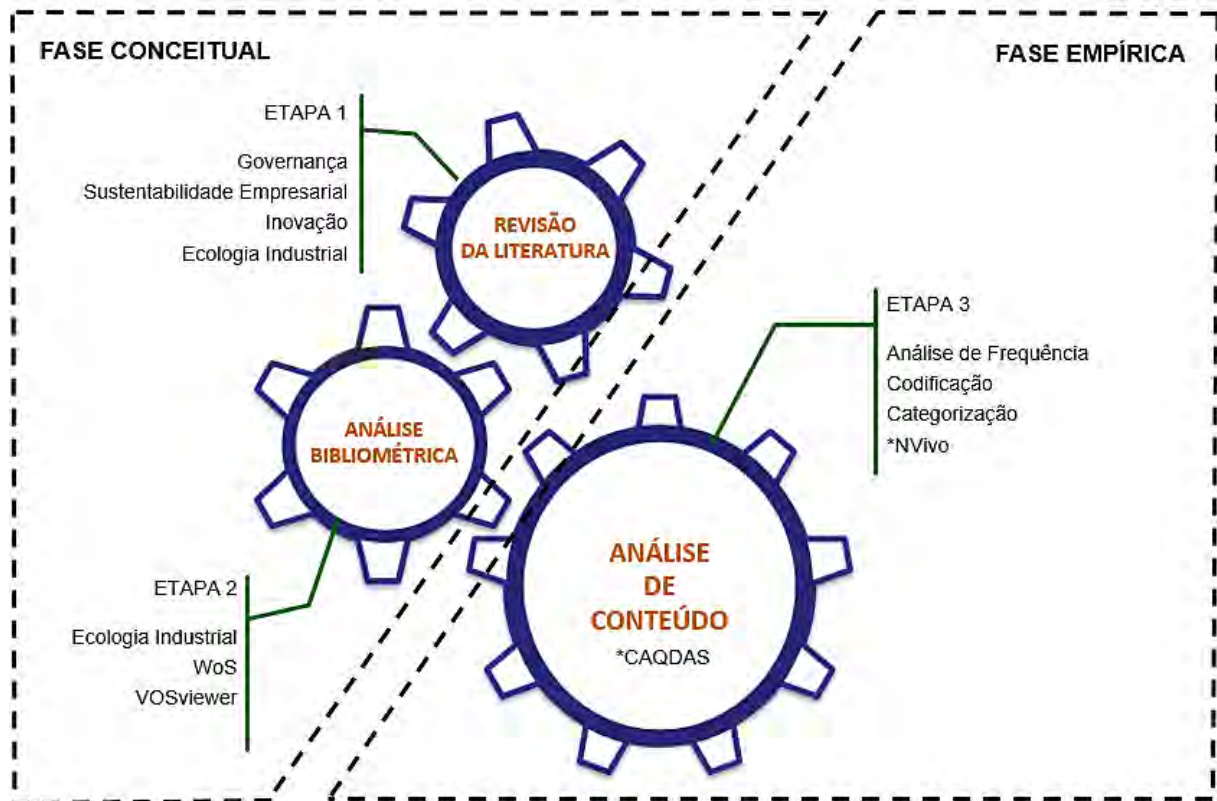 FASE CONCEITUAL
FASE EMPÍRICA
ETAPA 1
Governança
Sustentabilidade Empresarial
Inovação
Ecologia Industrial
REVISÃO
DA LITERATURA
ANÁLISE
BIBLIOMÉTRICA
ETAPA 2
Ecologia Industrial
WoS
VOSviewer
ETAPA 3
Análise de Frequência
Codificação
Categorização
*NVivo
ANÁLISE
DE
CONTEÚDO
*CAQDAS